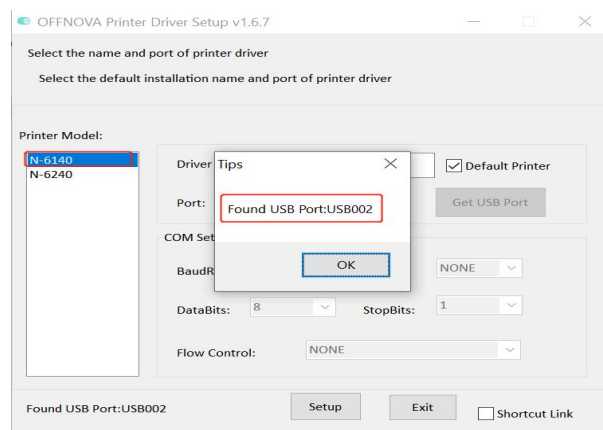 OFFNOVA Printer Driver Setup v1.6.7
Select the name and port of printer driver
Select the default installation name and port of printer driver
Printer Model:
N-6140
N-6240
Driver
Default Printer
Port:
Get USB Port
Tips
Found USB Port:USB002
OK
COM Set
BaudR
NONE
DataBits: 8
StopBits: 1
Flow Control: NONE
Found USB Port:USB002
Setup
Exit
Shortcut Link